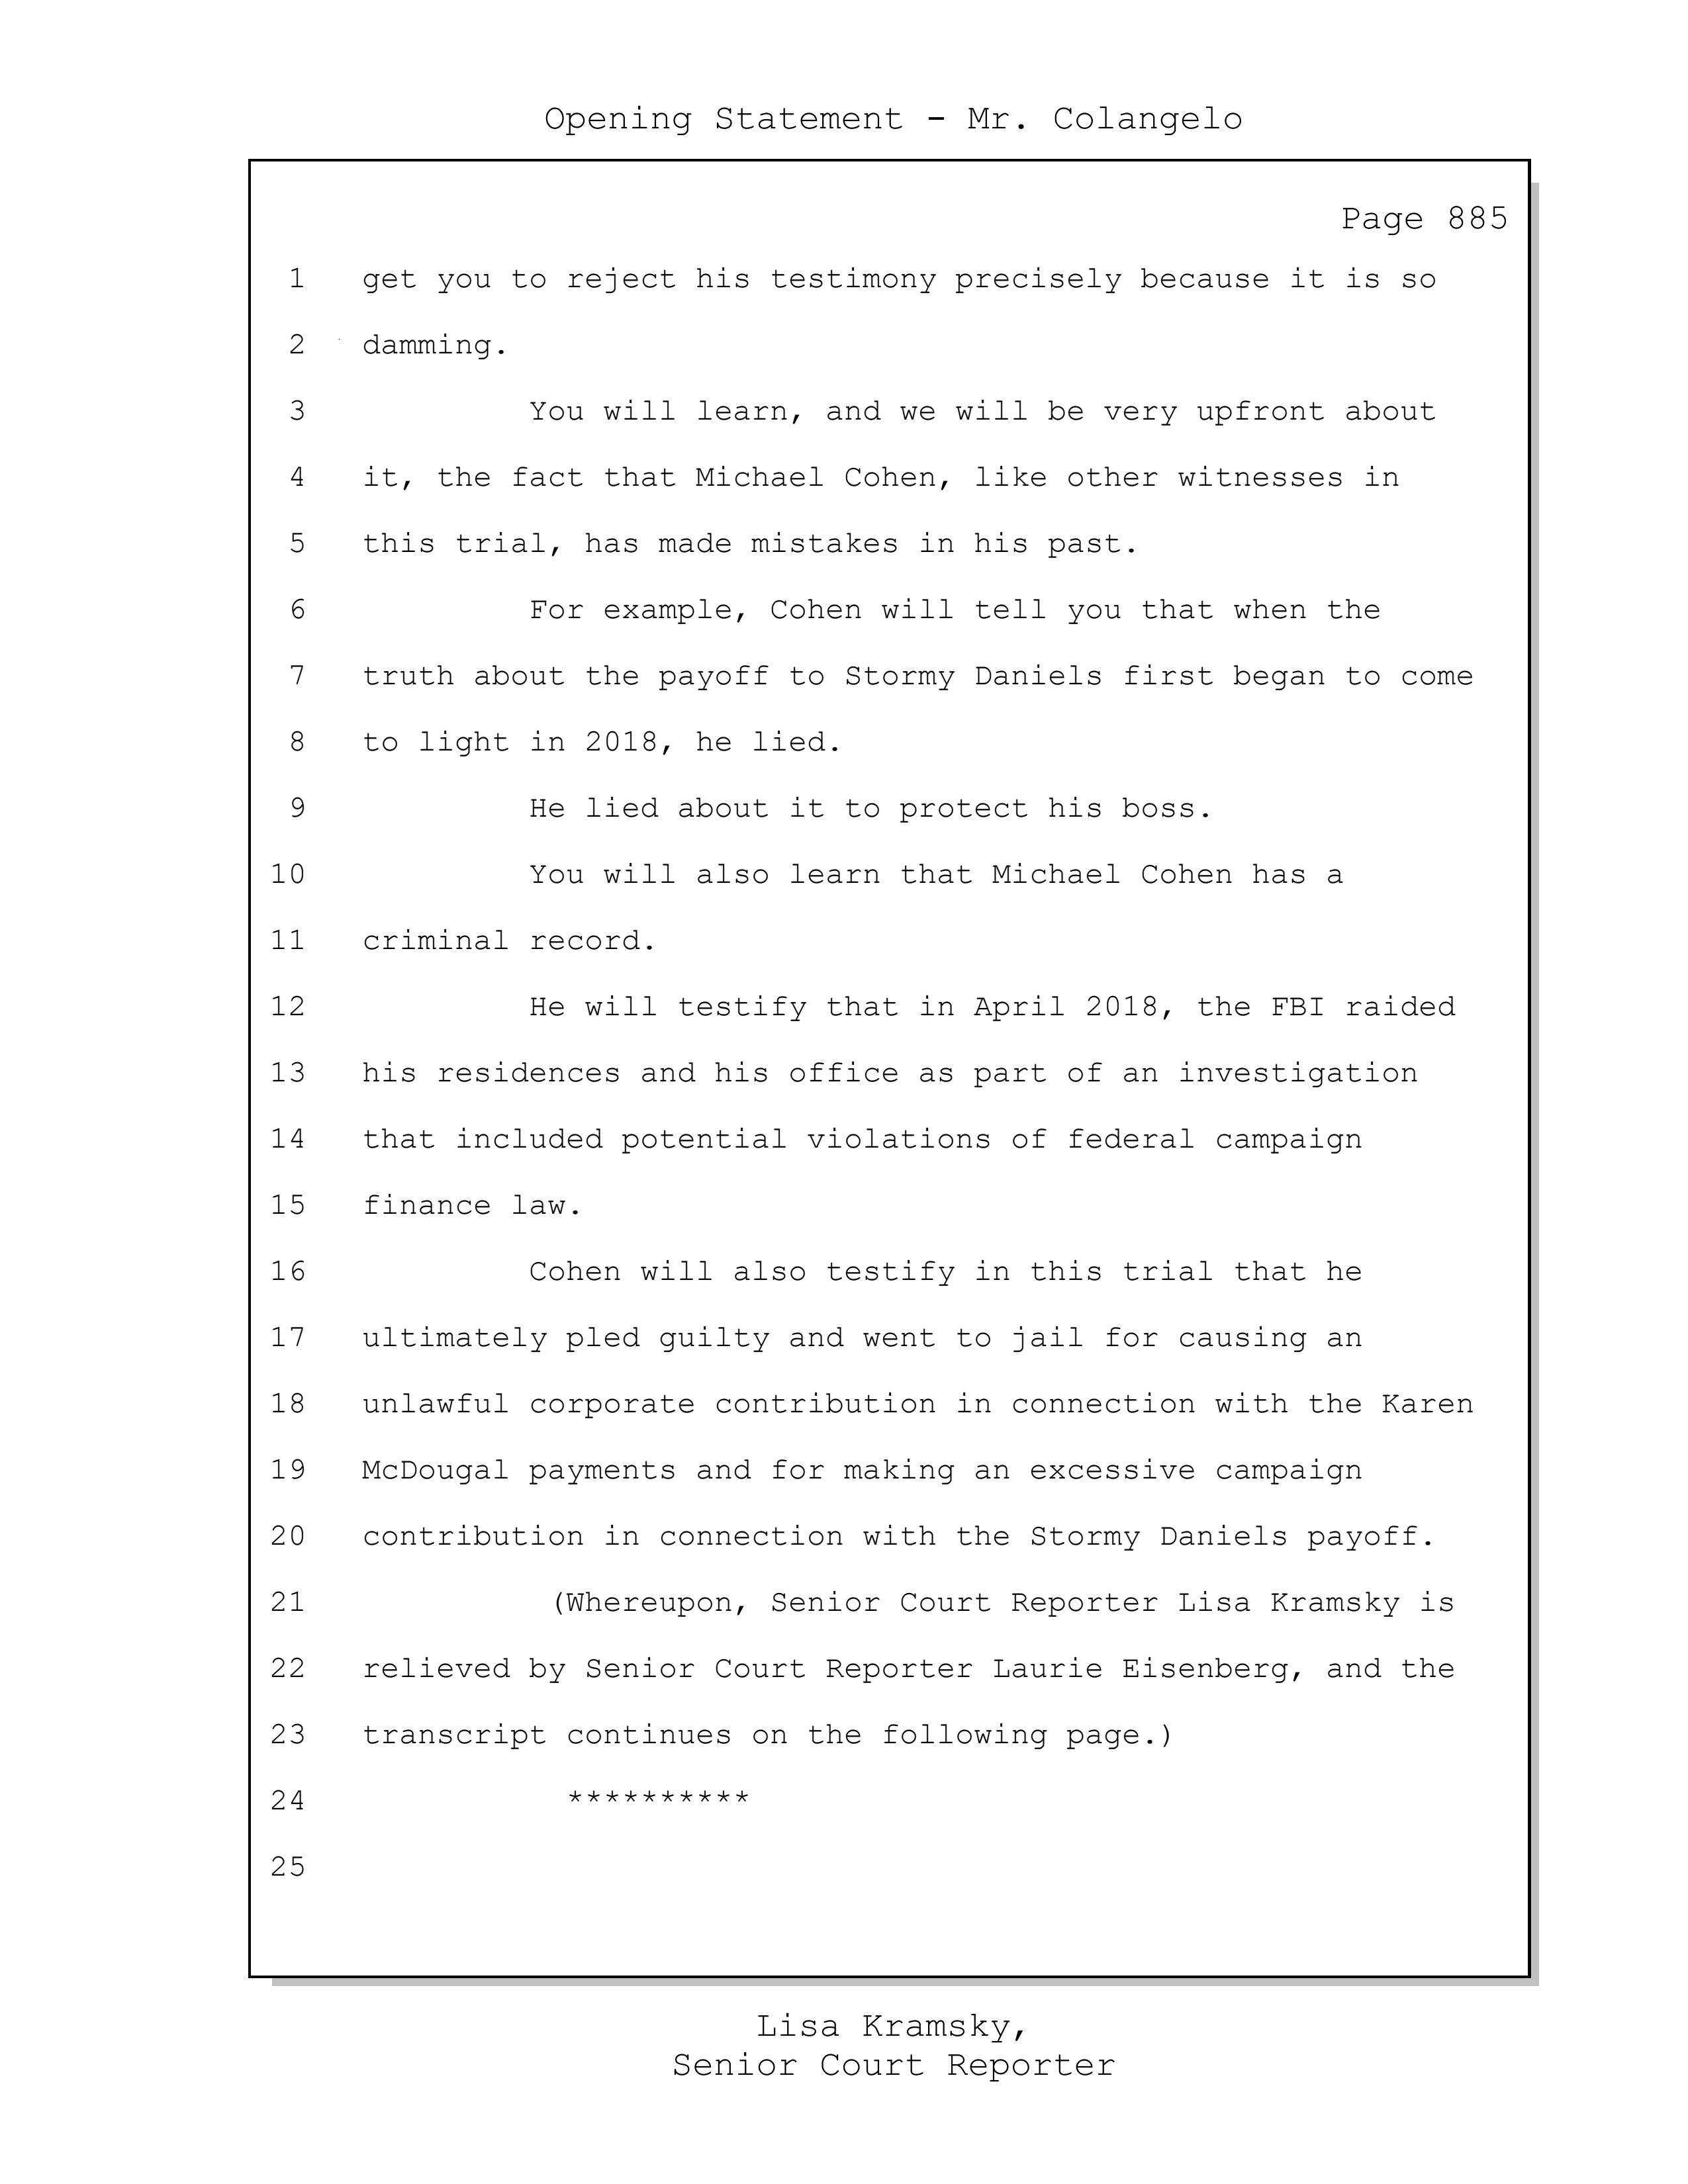 Opening Statement - Mr. Colangelo
Page 885
1 get you to reject his testimony precisely because it is so
2 damming.
3 You will learn, and we will be very upfront about
4 it, the fact that Michael Cohen, like other witnesses in
5 this trial, has made mistakes in his past.
6 For example, Cohen will tell you that when the
7 truth about the payoff to Stormy Daniels first began to come
8 to light in 2018, he lied.
9 He lied about it to protect his boss.
10 You will also learn that Michael Cohen has a
11 criminal record.
12 He will testify that in April 2018, the FBI raided
13 his residences and his office as part of an investigation
14 that included potential violations of federal campaign
15 finance law.
16 Cohen will also testify in this trial that he
17 ultimately pled guilty and went to jail for causing an
18 unlawful corporate contribution in connection with the Karen
19 McDougal payments and for making an excessive campaign
20 contribution in connection with the Stormy Daniels payoff.
21 (Whereupon, Senior Court Reporter Lisa Kramsky is
22 relieved by Senior Court Reporter Laurie Eisenberg, and the
23 transcript continues on the following page.)
24 **********
25
Lisa Kramsky,
Senior Court Reporter